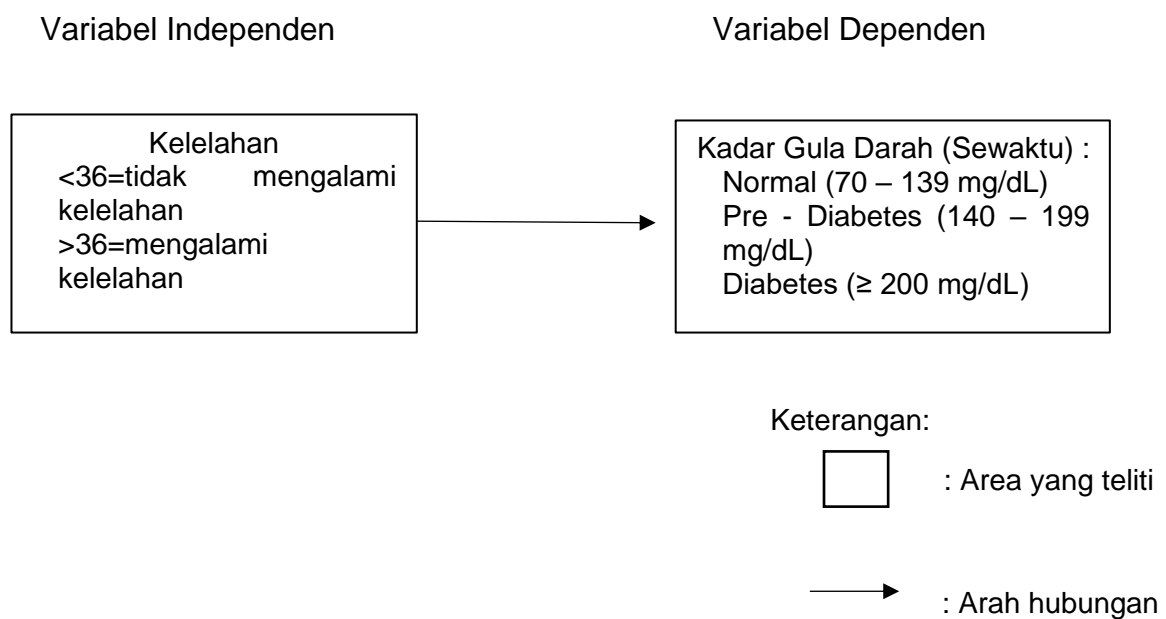 Variabel Independen
Variabel Dependen
Kelelahan
<36=tidak mengalami
kelelahan
>36=mengalami
kelelahan
Kadar Gula Darah (Sewaktu) :
Normal (70 – 139 mg/dL)
Pre - Diabetes (140 – 199
mg/dL)
Diabetes (≥ 200 mg/dL)
Keterangan:
: Area yang teliti
: Arah hubungan